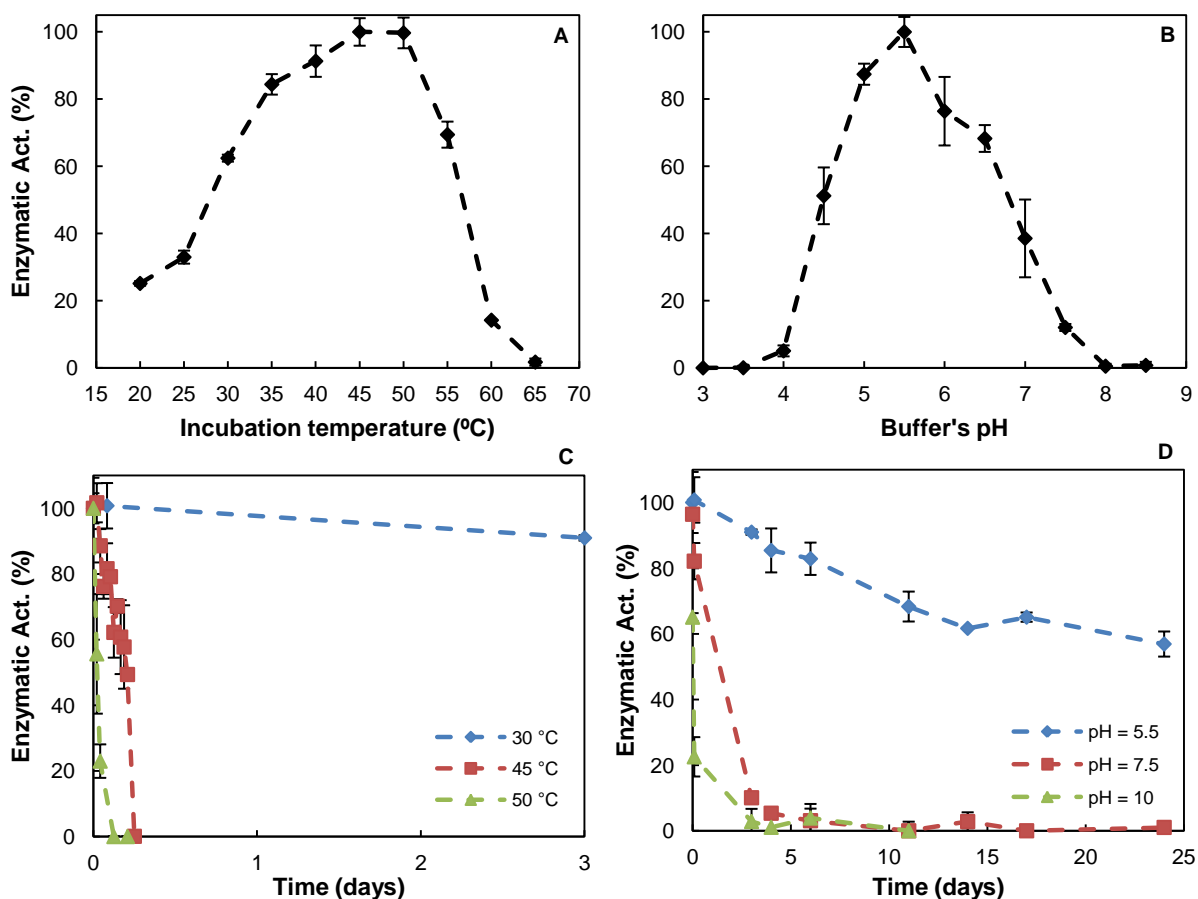 A
Enzymatic Act. (%)
100
80
60
40
20
0
15 20 25 30 35 40 45 50 55 60 65 70
Incubation temperature (ºC)
B
100
80
60
40
20
0
3 4 5 6 7 8 9
Buffer's pH
C
Enzymatic Act. (%)
100
80
60
40
20
0
30 °C
45 °C
50 °C
0 1 2 3
Time (days)
D
Enzymatic Act. (%)
100
80
60
40
20
0
pH = 5.5
pH = 7.5
pH = 10
0 5 10 15 20 25
Time (days)